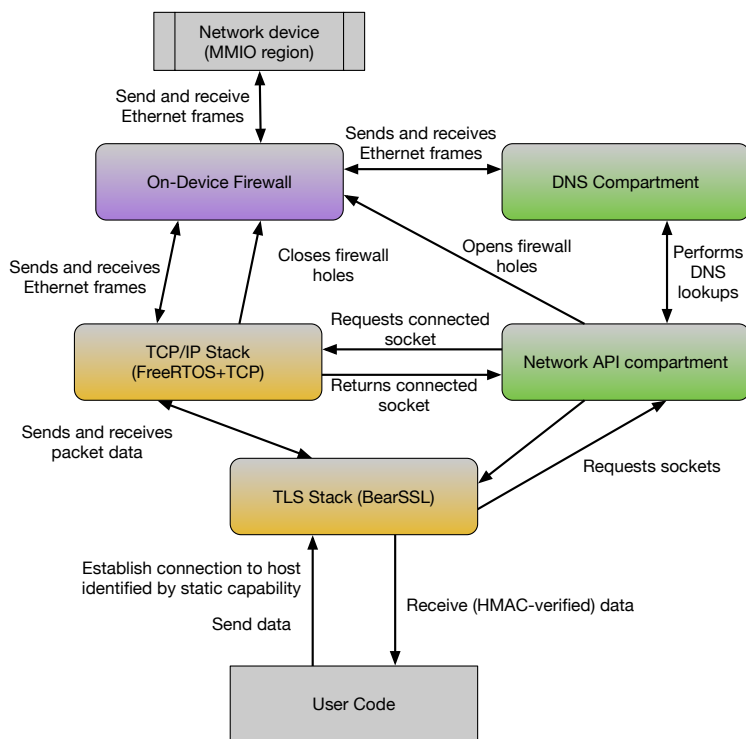 Network device
(MMIO region)
Send and receive
Ethernet frames
Sends and receives
Ethernet frames
On-Device Firewall
DNS Compartment
Sends and receives
Ethernet frames
Closes firewall
holes
Opens firewall
holes
Performs
DNS
lookups
Requests connected
socket
TCP/IP Stack
(FreeRTOS+TCP)
Network API compartment
Returns connected
socket
Sends and receives
packet data
Requests sockets
TLS Stack (BearSSL)
Establish connection to host
identified by static capability
Send data
Receive (HMAC-verified) data
User Code